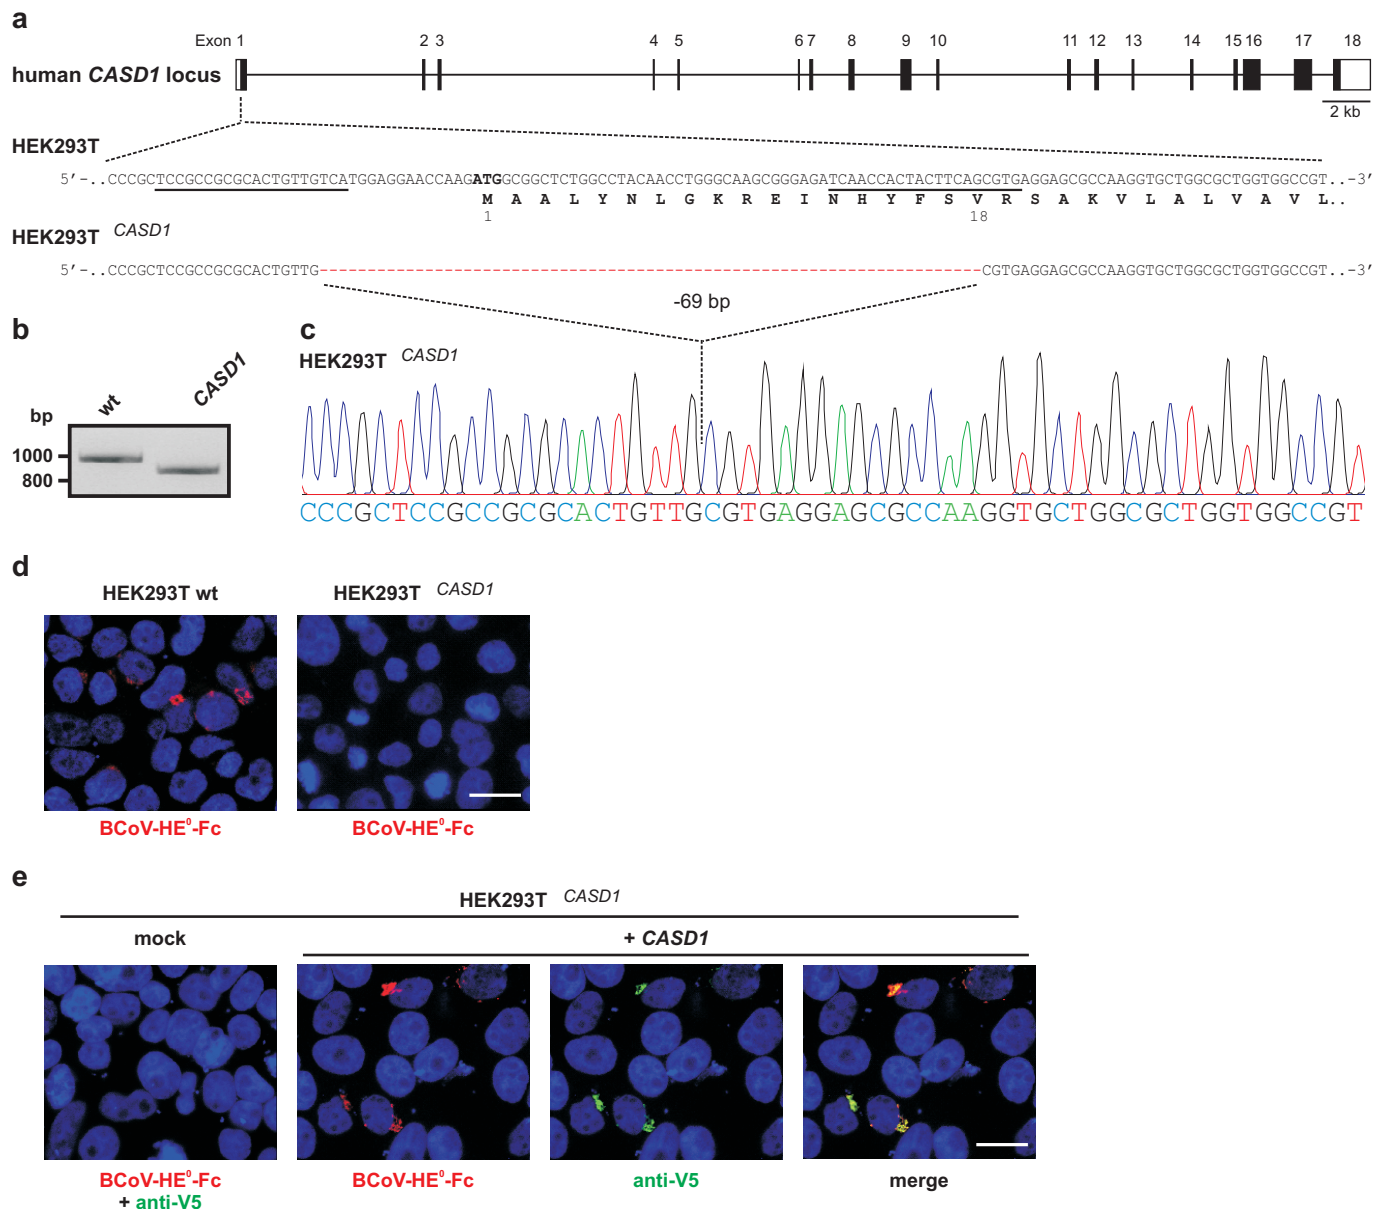 a
Exon 1 2 3 4 5 6 7 8 9 10 11 12 13 14 15 16 17 18
human CASD1 locus
2 kb
HEK293T
5′-..CCCGCTCCGCCGCGCACTGTTGTCATGGAGGAACCAAGATGGCGGCTCTGGCCTACAACCTGGGCAAGCGGGAGATCAACCACTACTTCAGCGTGAGGAGCGCCAAGGTGCTGGCGCTGGTGGCCGT..-3′
M A A L Y N L G K R E I N H Y F S V R S A K V L A L V A V L..
1 18
HEK293T CASD1
5′-..CCCGCTCCGCCGCGCACTGTTG--------------------------------------------------------------------- CGTGAGGAGCGCCAAGGTGCTGGCGCTGGTGGCCGT..-3′
-69 bp
b
c
HEK293T CASD1
wt CASD1
bp
1000
800
CCCGCTCCGCCGCGCACTGTTGCGTGAGGAGCGCCAAGGTGCTGGCGCTGGTGGCCGT
d
HEK293T wt HEK293T CASD1
BCoV-HE⁰-Fc BCoV-HE⁰-Fc
e
HEK293T CASD1
mock + CASD1
BCoV-HE⁰-Fc BCoV-HE⁰-Fc anti-V5 merge
+ anti-V5